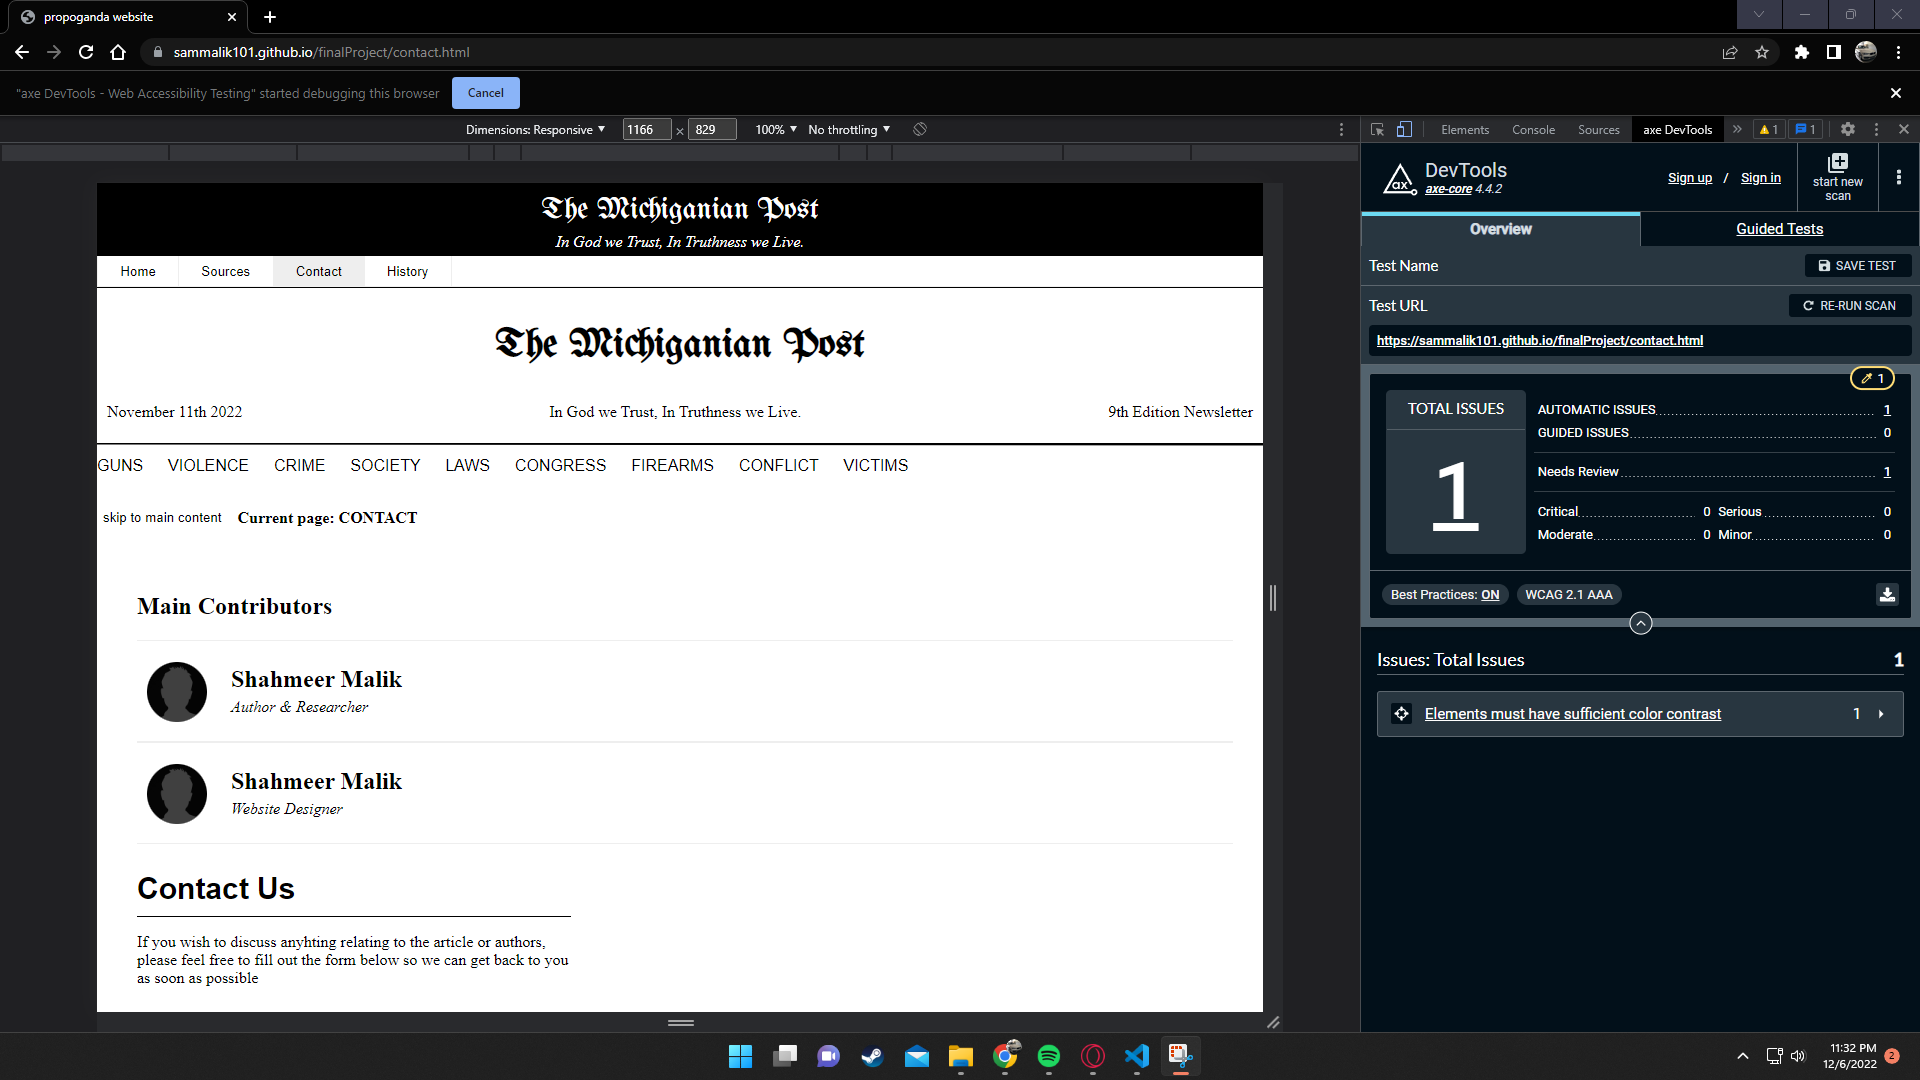 propoganda website
sammalik101.github.io/finalProject/contact.html
"axe DevTools - Web Accessibility Testing" started debugging this browser
Cancel
Dimensions: Responsive 1166 × 829 100% No throttling
Elements Console Sources axe DevTools 1 1
The Michiganian Post
In God we Trust, In Truthness we Live.
Home Sources Contact History
The Michiganian Post
November 11th 2022 In God we Trust, In Truthness we Live. 9th Edition Newsletter
GUNS VIOLENCE CRIME SOCIETY LAWS CONGRESS FIREARMS CONFLICT VICTIMS
skip to main content Current page: CONTACT
Main Contributors
Shahmeer Malik
Author & Researcher
Shahmeer Malik
Website Designer
Contact Us
If you wish to discuss anyhting relating to the article or authors,
please feel free to fill out the form below so we can get back to you
as soon as possible
ax
DevTools
axe-core 4.4.2
Sign up / Sign in
start new
scan
Overview Guided Tests
Test Name SAVE TEST
Test URL RE-RUN SCAN
https://sammalik101.github.io/finalProject/contact.html
1
TOTAL ISSUES
1
AUTOMATIC ISSUES 1
GUIDED ISSUES 0
Needs Review 1
Critical 0 Serious 0
Moderate 0 Minor 0
Best Practices: ON WCAG 2.1 AAA
Issues: Total Issues 1
Elements must have sufficient color contrast 1
11:32 PM
12/6/2022
2